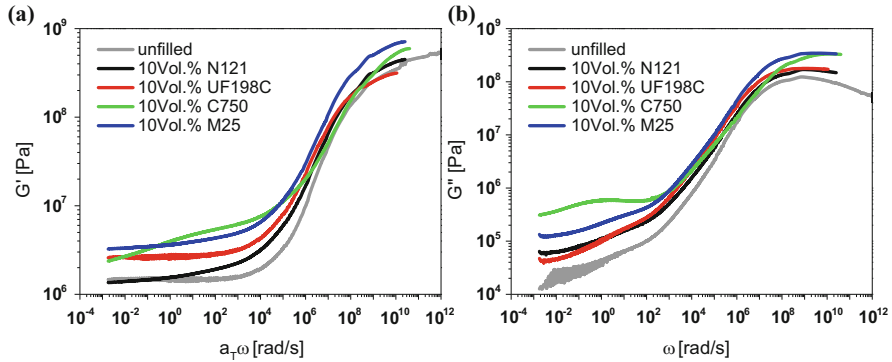 (a)
10⁹
10⁸
10⁷
10⁶
G' [Pa]
unfilled
10Vol.% N121
10Vol.% UF198C
10Vol.% C750
10Vol.% M25
10⁻⁴ 10⁻² 10⁰ 10² 10⁴ 10⁶ 10⁸ 10¹⁰ 10¹²
a_Tω [rad/s]
(b)
10⁹
10⁸
10⁷
10⁶
10⁵
10⁴
G'' [Pa]
unfilled
10Vol.% N121
10Vol.% UF198C
10Vol.% C750
10Vol.% M25
10⁻⁴ 10⁻² 10⁰ 10² 10⁴ 10⁶ 10⁸ 10¹⁰ 10¹²
ω [rad/s]